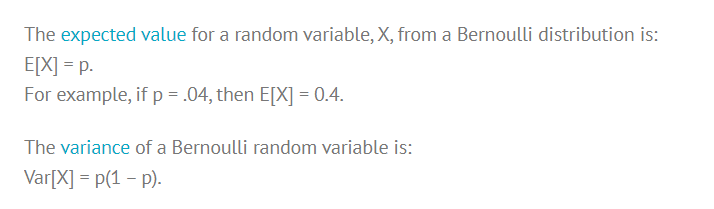 The expected value for a random variable, X, from a Bernoulli distribution is:
E[X] = p.
For example, if p = .04, then E[X] = 0.4.
The variance of a Bernoulli random variable is:
Var[X] = p(1 – p).